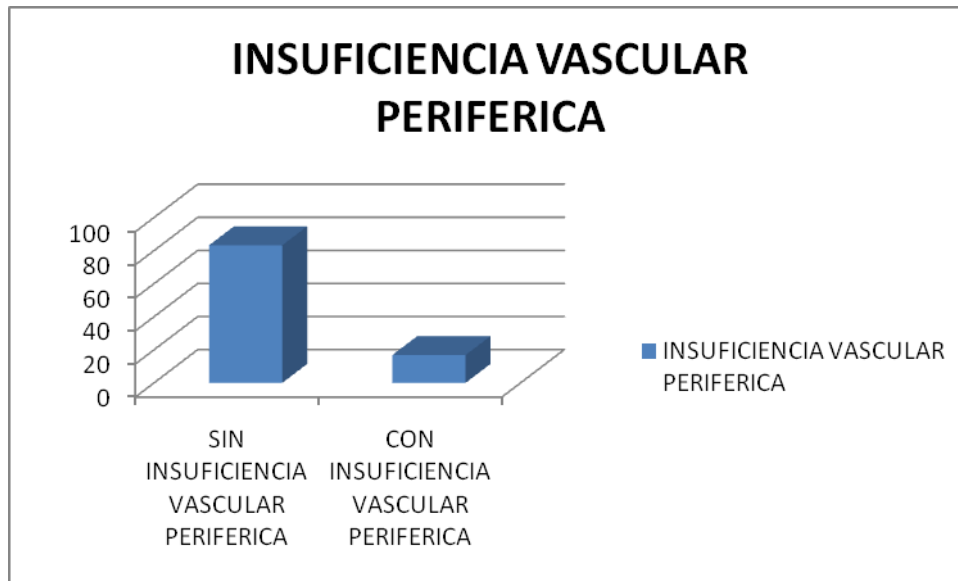 INSUFICIENCIA VASCULAR
PERIFERICA
100
80
60
40
20
0
SIN
INSUFICIENCIA
VASCULAR
PERIFERICA
CON
INSUFICIENCIA
VASCULAR
PERIFERICA
INSUFICIENCIA VASCULAR
PERIFERICA